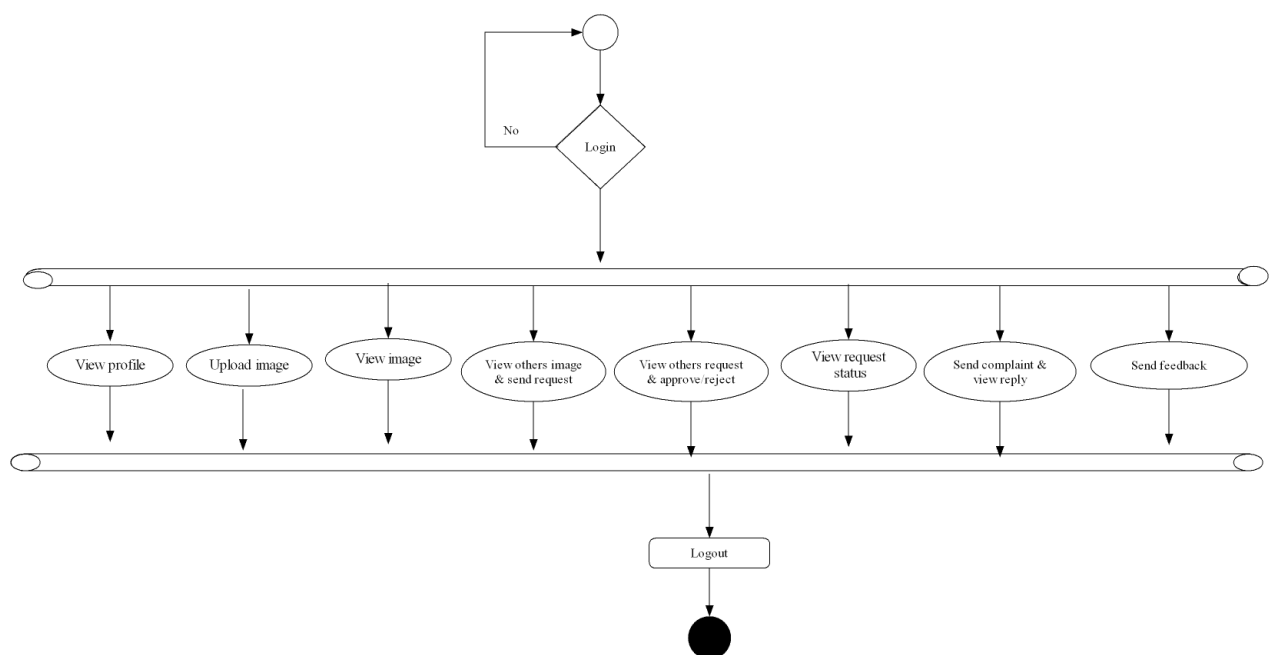 No
Login
View profile
Upload image
View image
View others image
& send request
View others request
& approve/reject
View request
status
Send complaint &
view reply
Send feedback
Logout